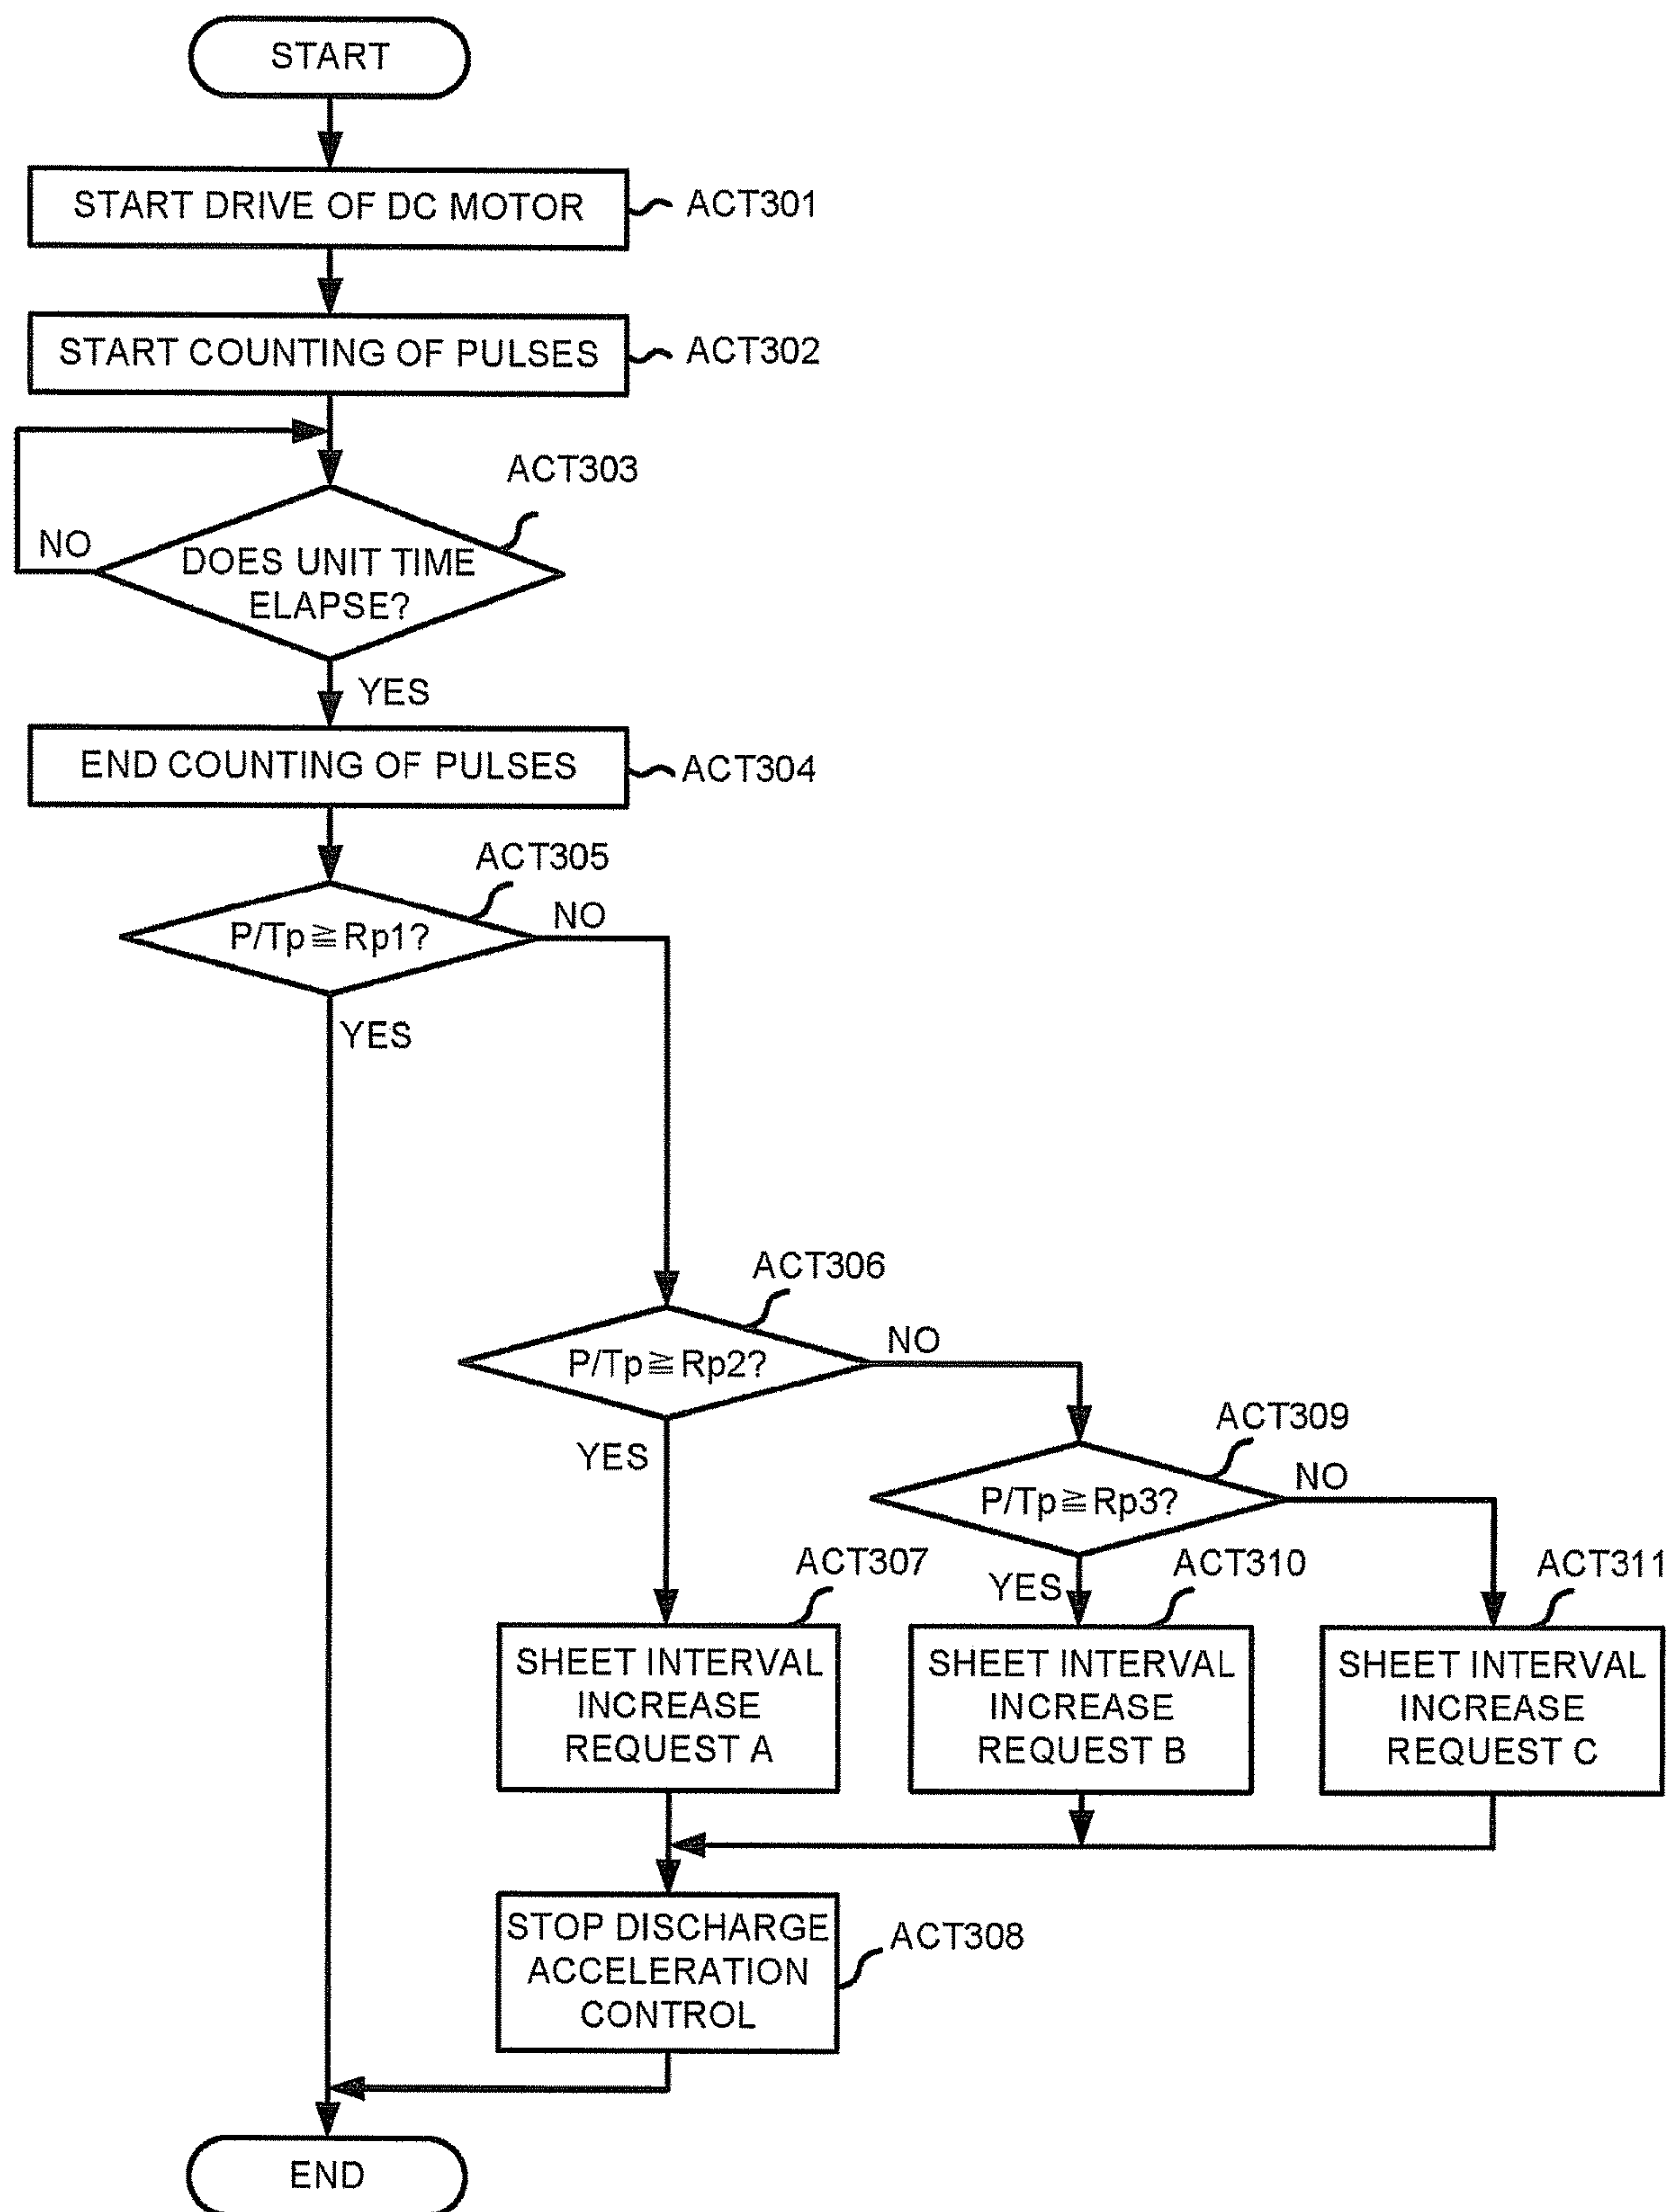 START
START DRIVE OF DC MOTOR
ACT301
START COUNTING OF PULSES
ACT302
ACT303
NO
DOES UNIT TIME
ELAPSE?
YES
END COUNTING OF PULSES
ACT304
ACT305
P/Tp≧Rp1?
NO
YES
ACT306
P/Tp≧Rp2?
NO
YES
ACT309
P/Tp≧Rp3?
NO
YES
ACT307
SHEET INTERVAL
INCREASE
REQUEST A
ACT310
SHEET INTERVAL
INCREASE
REQUEST B
ACT311
SHEET INTERVAL
INCREASE
REQUEST C
STOP DISCHARGE
ACCELERATION
CONTROL
ACT308
END